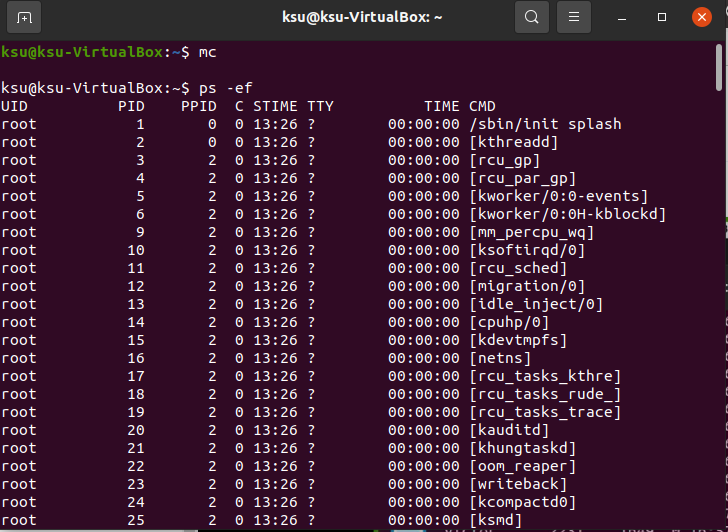 ksu@ksu-VirtualBox: ~
ksu@ksu-VirtualBox:~$ mc
ksu@ksu-VirtualBox:~$ ps -ef
UID PID PPID C STIME TTY TIME CMD
root 1 0 0 13:26 ? 00:00:00 /sbin/init splash
root 2 0 0 13:26 ? 00:00:00 [kthreadd]
root 3 2 0 13:26 ? 00:00:00 [rcu_gp]
root 4 2 0 13:26 ? 00:00:00 [rcu_par_gp]
root 5 2 0 13:26 ? 00:00:00 [kworker/0:0-events]
root 6 2 0 13:26 ? 00:00:00 [kworker/0:0H-kblockd]
root 9 2 0 13:26 ? 00:00:00 [mm_percpu_wq]
root 10 2 0 13:26 ? 00:00:00 [ksoftirqd/0]
root 11 2 0 13:26 ? 00:00:00 [rcu_sched]
root 12 2 0 13:26 ? 00:00:00 [migration/0]
root 13 2 0 13:26 ? 00:00:00 [idle_inject/0]
root 14 2 0 13:26 ? 00:00:00 [cpuhp/0]
root 15 2 0 13:26 ? 00:00:00 [kdevtmpfs]
root 16 2 0 13:26 ? 00:00:00 [netns]
root 17 2 0 13:26 ? 00:00:00 [rcu_tasks_kthre]
root 18 2 0 13:26 ? 00:00:00 [rcu_tasks_rude_]
root 19 2 0 13:26 ? 00:00:00 [rcu_tasks_trace]
root 20 2 0 13:26 ? 00:00:00 [kauditd]
root 21 2 0 13:26 ? 00:00:00 [khungtaskd]
root 22 2 0 13:26 ? 00:00:00 [oom_reaper]
root 23 2 0 13:26 ? 00:00:00 [writeback]
root 24 2 0 13:26 ? 00:00:00 [kcompactd0]
root 25 2 0 13:26 ? 00:00:00 [ksmd]